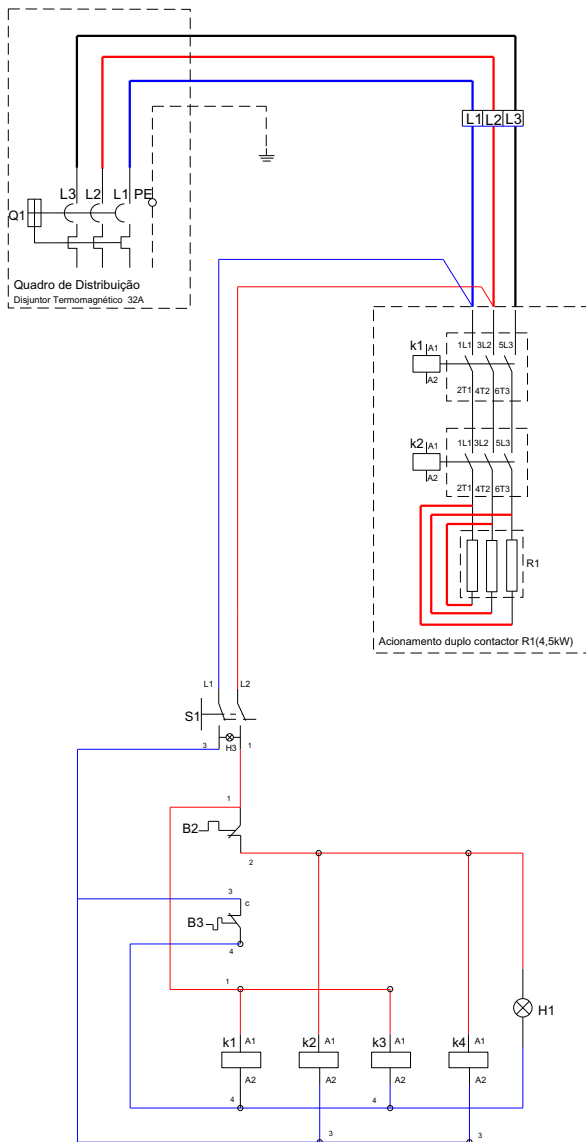 L1 L2 L3
L3 L2 L1 PE
Q1
Quadro de Distribuição
Disjuntor Termomagnético 32A
k1 A1 1L1 3L2 5L3
A2 2T1 4T2 6T3
k2 A1 1L1 3L2 5L3
A2 2T1 4T2 6T3
R1
Acionamento duplo contactor R1(4,5kW)
L1 L2
S1
3 H3 1
1
B2
2
3 c
B3
4
1
H1
k1 A1 k2 A1 k3 A1 k4 A1
A2 A2 A2 A2
4 4
3 3